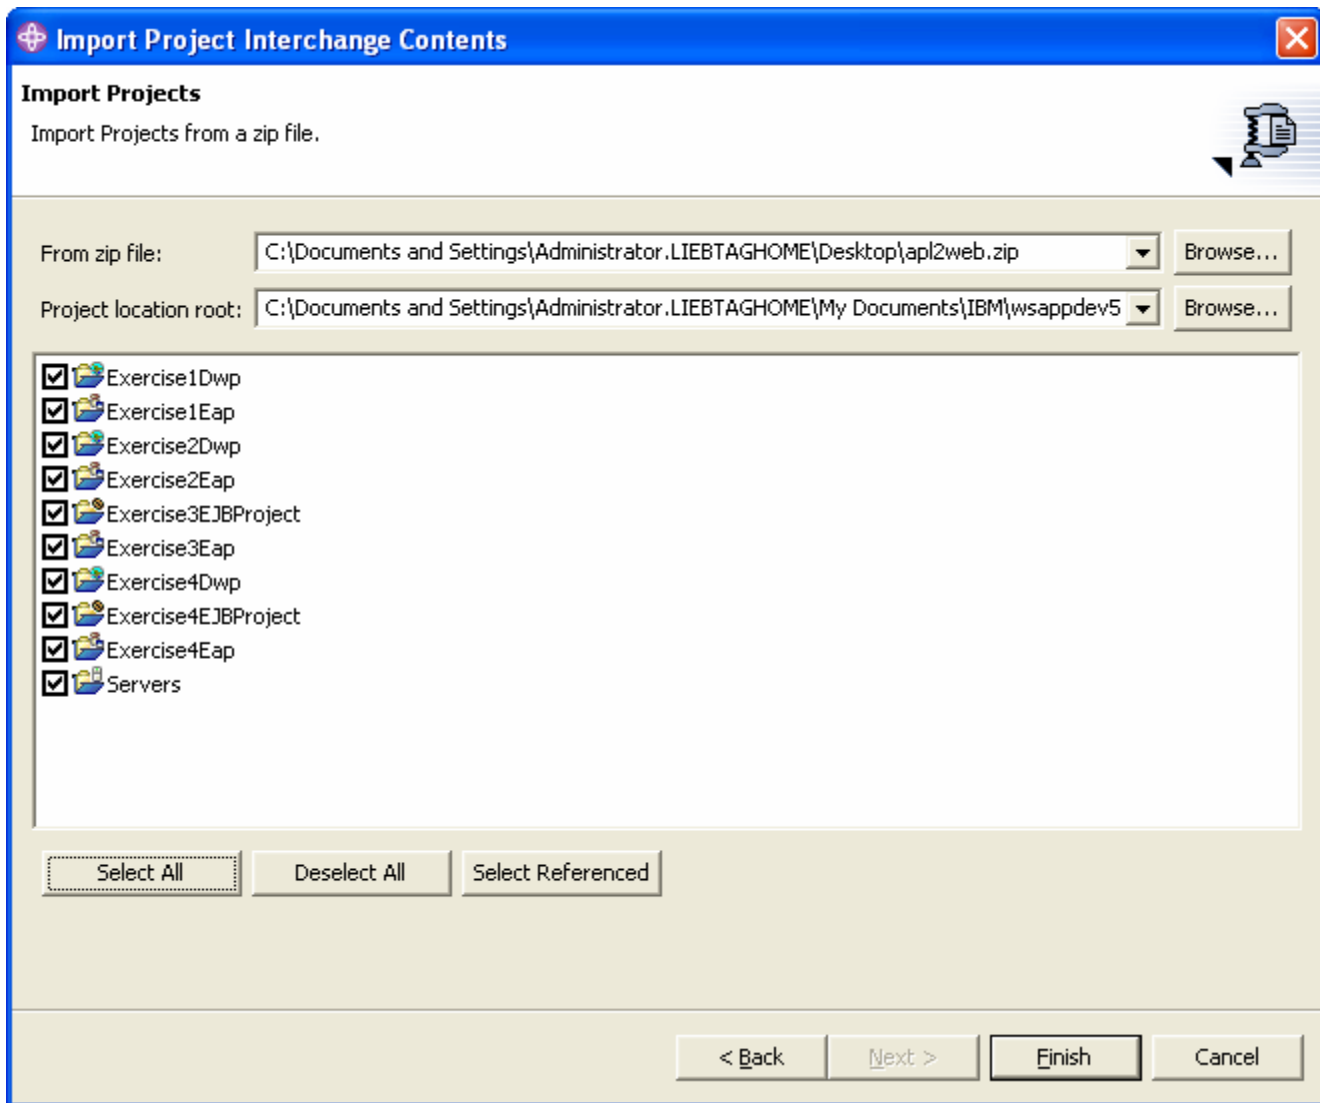 Import Project Interchange Contents
Import Projects
Import Projects from a zip file.
From zip file: C:\Documents and Settings\Administrator.LIEBTAGHOME\Desktop\apl2web.zip Browse...
Project location root: C:\Documents and Settings\Administrator.LIEBTAGHOME\My Documents\IBM\wsappdev5 Browse...
Exercise1Dwp
Exercise1Eap
Exercise2Dwp
Exercise2Eap
Exercise3EJBProject
Exercise3Eap
Exercise4Dwp
Exercise4EJBProject
Exercise4Eap
Servers
Select All Deselect All Select Referenced
< Back Next > Finish Cancel